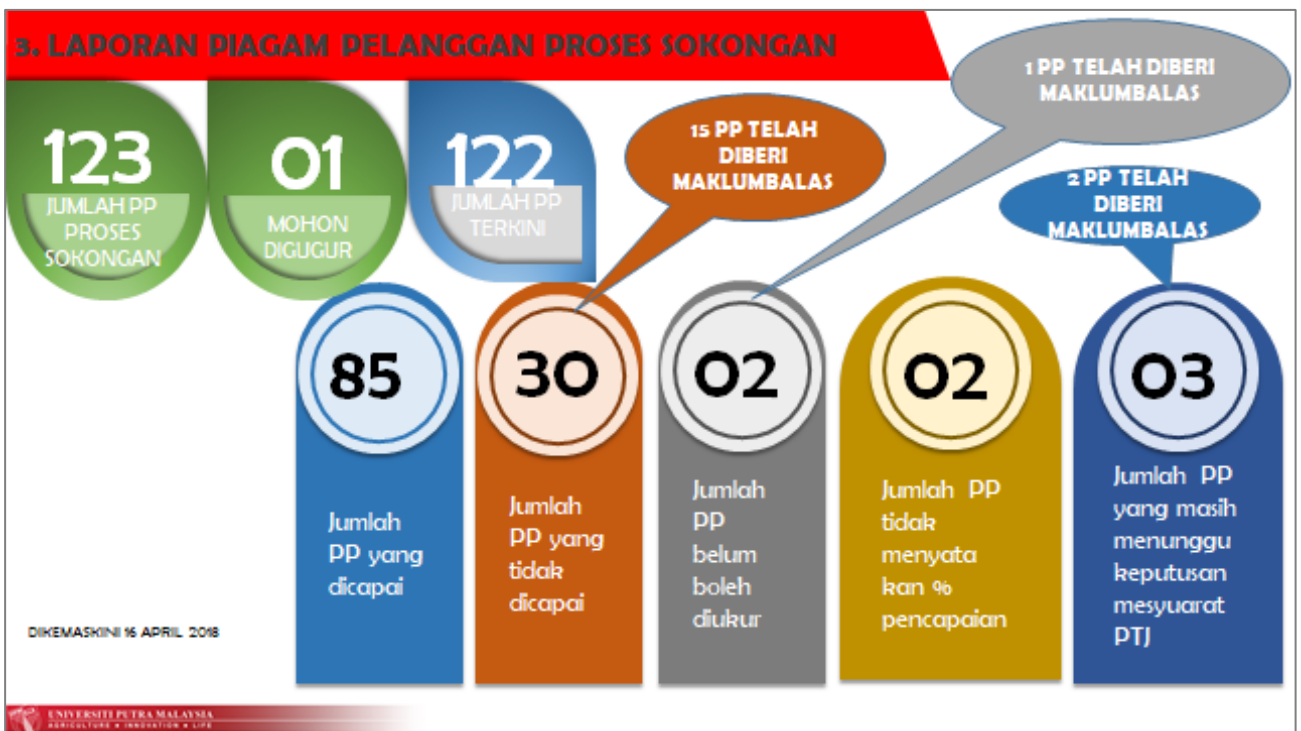 3. LAPORAN PIAGAM PELANGGAN PROSES SOKONGAN
123
JUMLAH PP
PROSES
SOKONGAN
01
MOHON
DIGUGUR
122
JUMLAH PP
TERKINI
15 PP TELAH
DIBERI
MAKLUMBALAS
1 PP TELAH DIBERI
MAKLUMBALAS
2 PP TELAH
DIBERI
MAKLUMBALAS
85
Jumlah
PP yang
dicapai
30
Jumlah
PP yang
tidak
dicapai
02
Jumlah
PP
belum
boleh
diukur
02
Jumlah PP
tidak
menyata
kan %
pencapaian
03
Jumlah PP
yang masih
menunggu
keputusan
mesyuarat
PTJ
DIKEMASKINI 16 APRIL 2018
UNIVERSITI PUTRA MALAYSIA
AGRICULTURE • INNOVATION • LIFE